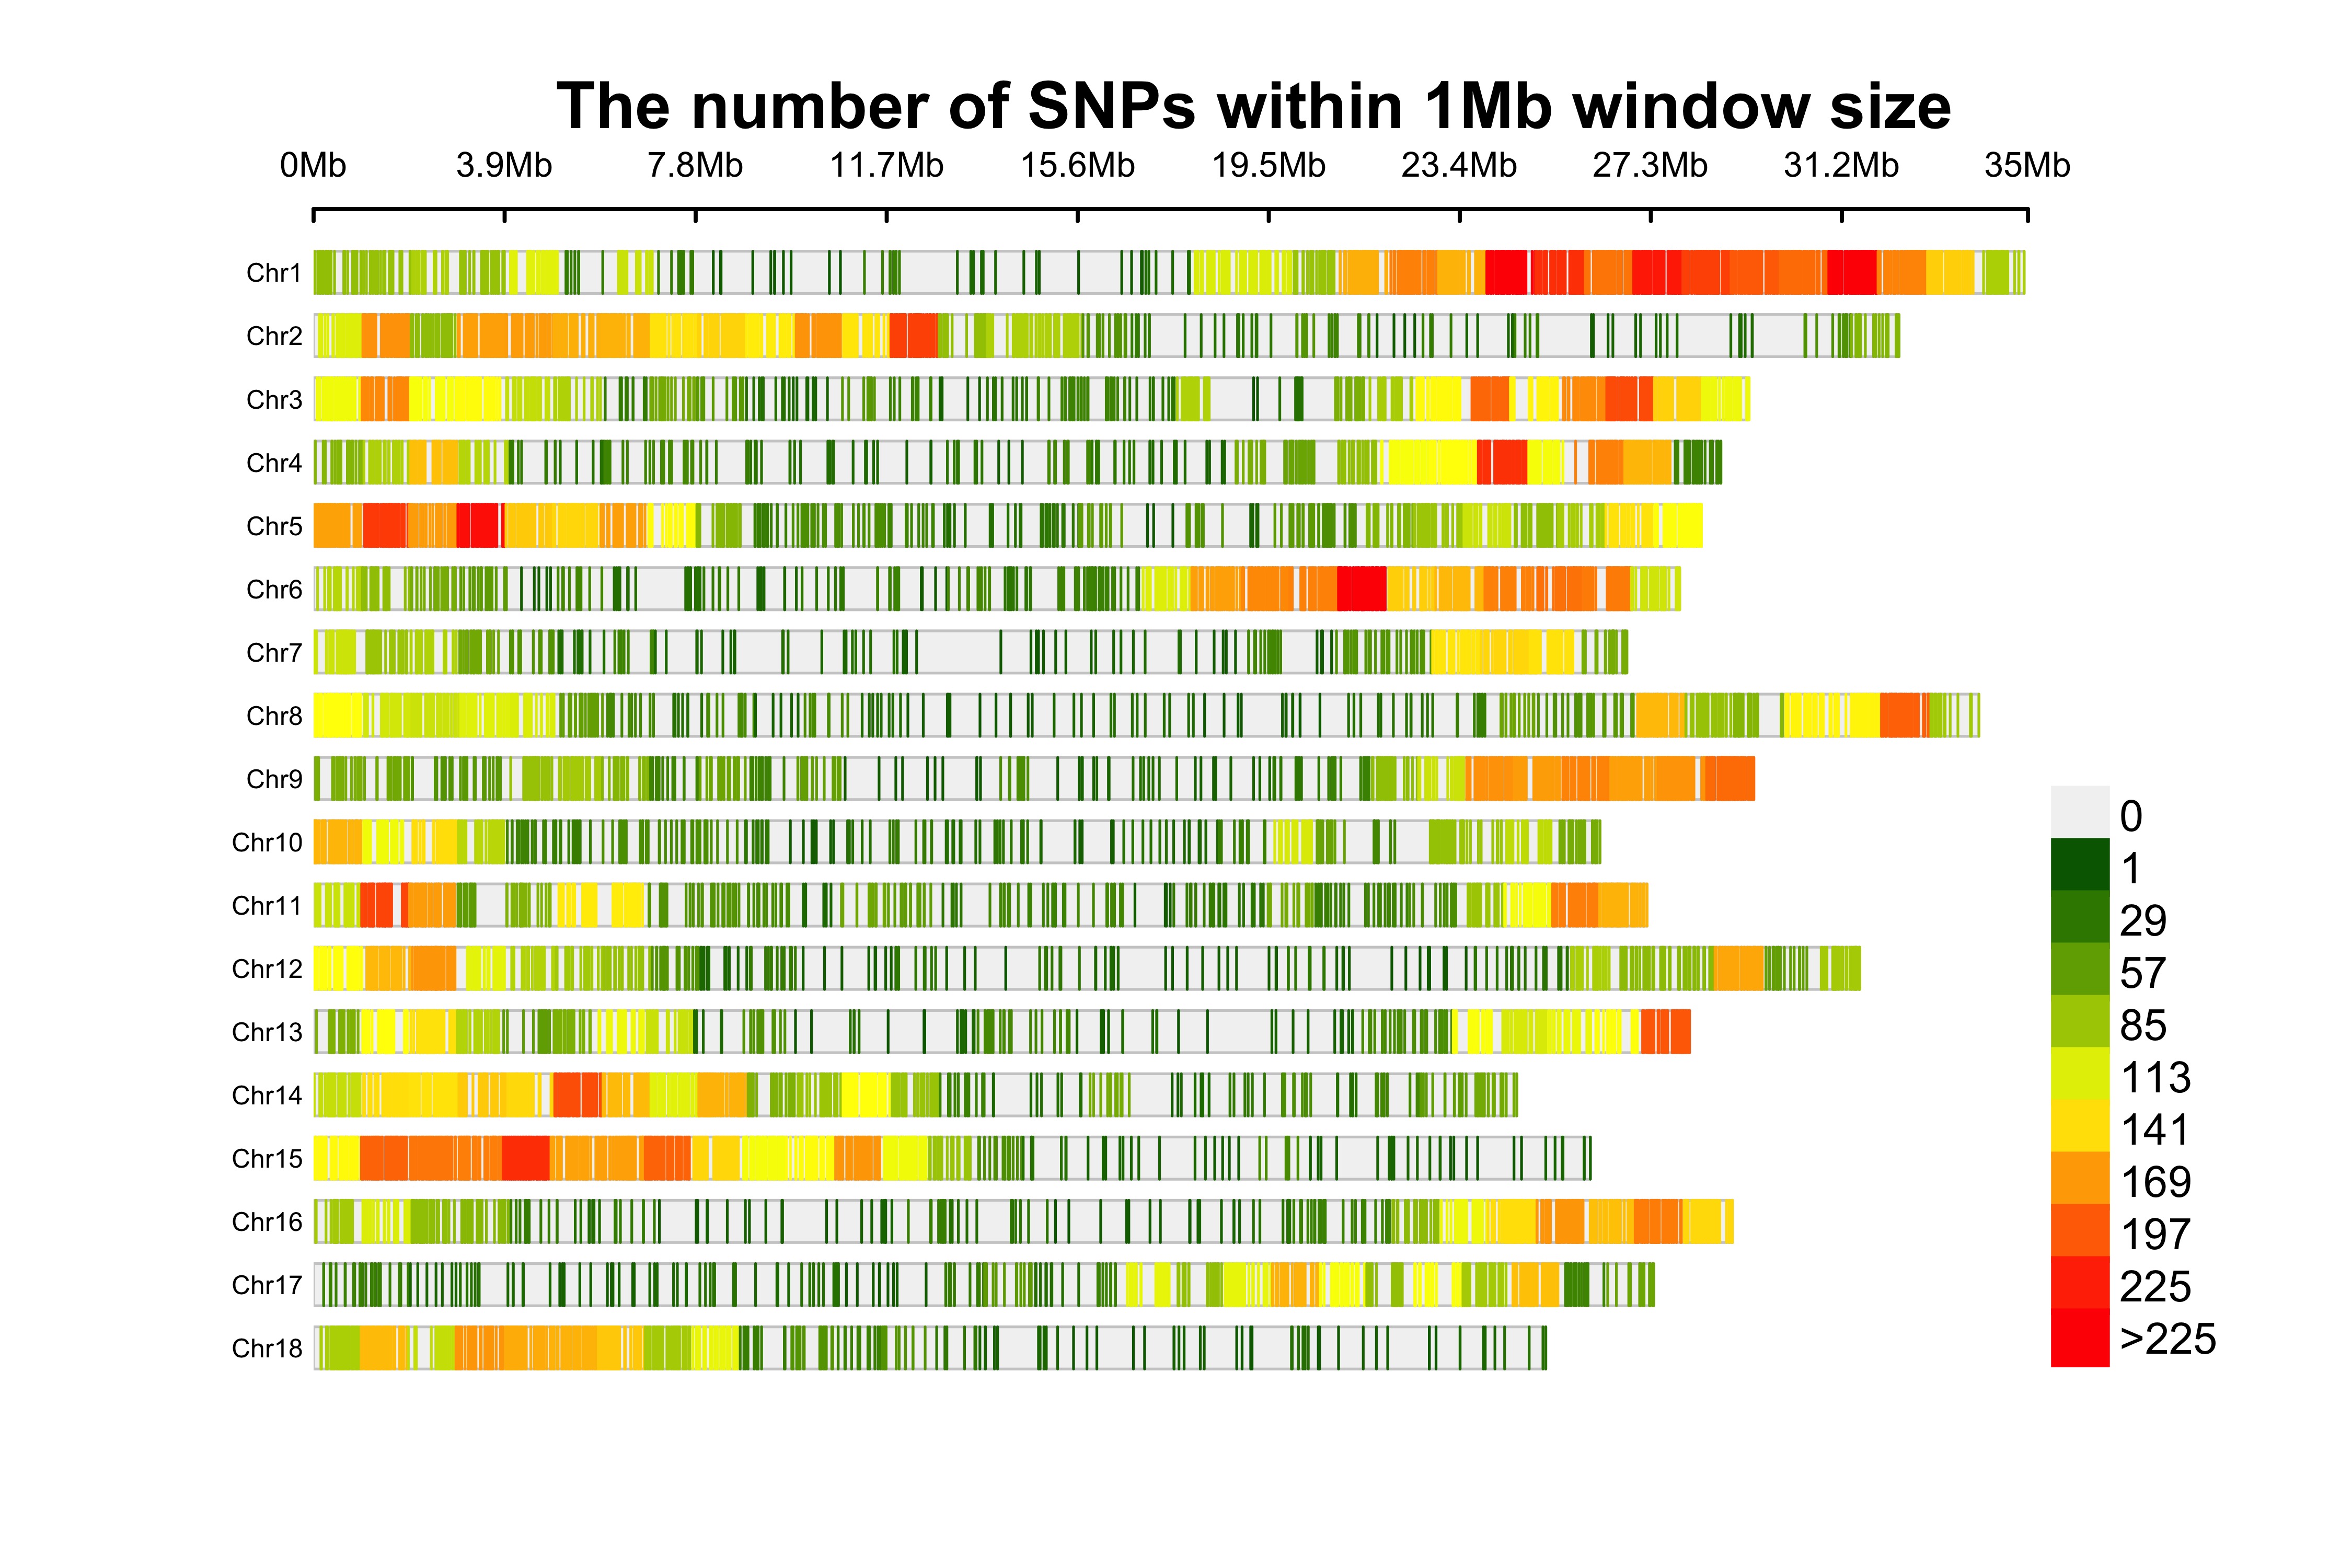 The number of SNPs within 1Mb window size
0Mb 3.9Mb 7.8Mb 11.7Mb 15.6Mb 19.5Mb 23.4Mb 27.3Mb 31.2Mb 35Mb
Chr1
Chr2
Chr3
Chr4
Chr5
Chr6
Chr7
Chr8
Chr9
Chr10
Chr11
Chr12
Chr13
Chr14
Chr15
Chr16
Chr17
Chr18
0
1
29
57
85
113
141
169
197
225
>225